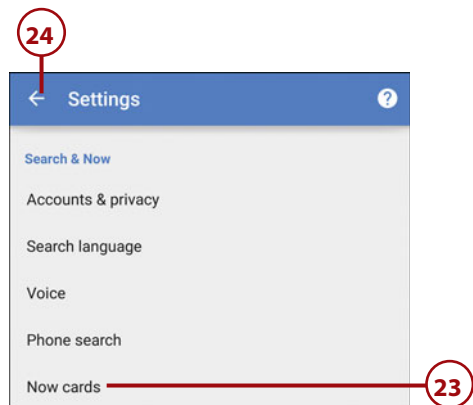 24
← Settings ?
Search & Now
Accounts & privacy
Search language
Voice
Phone search
Now cards
23